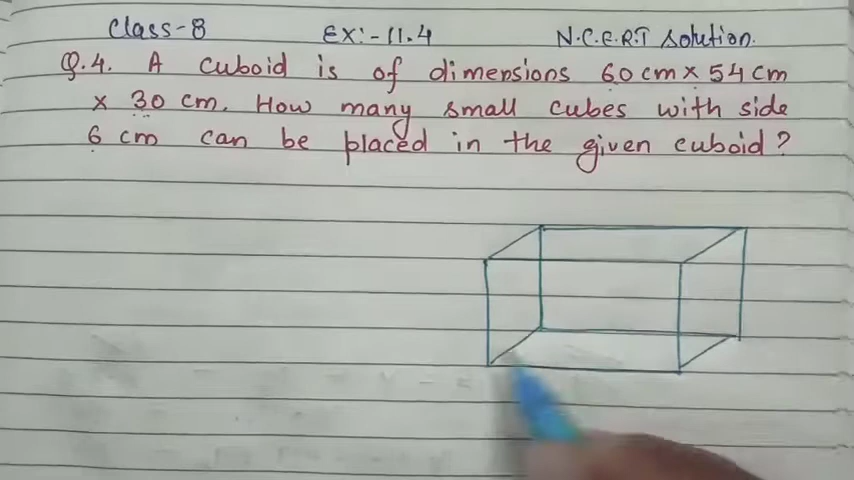 Class-8 EX:-11.4 N.C.E.R.T Solution.
Q.4. A cuboid is of dimensions 60 cm x 54 cm
x 30 cm. How many small cubes with side
6 cm can be placed in the given cuboid?